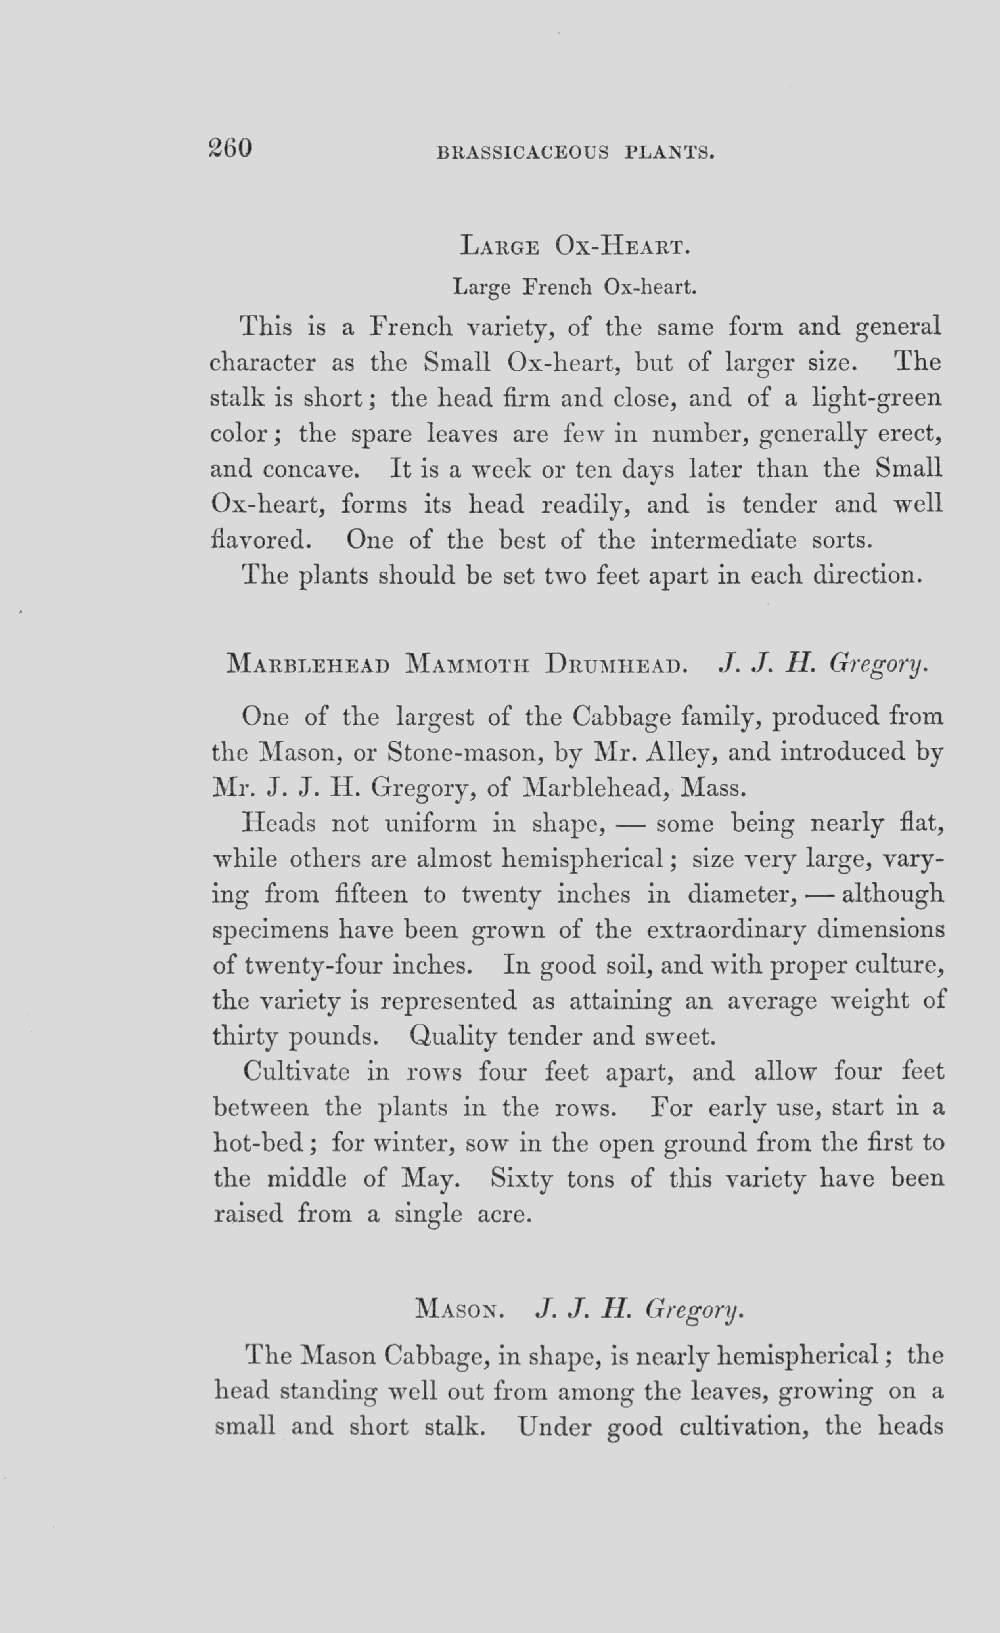 260
BRASSICACEOUS PLANTS.
LARGE OX-HEART.
Large French Ox-heart.
This is a French variety, of the same form and general
character as the Small Ox-heart, but of larger size. The
stalk is short; the head firm and close, and of a light-green
color; the spare leaves are few in number, generally erect,
and concave. It is a week or ten days later than the Small
Ox-heart, forms its head readily, and is tender and well
flavored. One of the best of the intermediate sorts.
The plants should be set two feet apart in each direction.
MARBLEHEAD MAMMOTH DRUMHEAD. J. J. H. Gregory.
One of the largest of the Cabbage family, produced from
the Mason, or Stone-mason, by Mr. Alley, and introduced by
Mr. J. J. H. Gregory, of Marblehead, Mass.
Heads not uniform in shape, — some being nearly flat,
while others are almost hemispherical; size very large, vary-
ing from fifteen to twenty inches in diameter, — although
specimens have been grown of the extraordinary dimensions
of twenty-four inches. In good soil, and with proper culture,
the variety is represented as attaining an average weight of
thirty pounds. Quality tender and sweet.
Cultivate in rows four feet apart, and allow four feet
between the plants in the rows. For early use, start in a
hot-bed; for winter, sow in the open ground from the first to
the middle of May. Sixty tons of this variety have been
raised from a single acre.
MASON. J. J. H. Gregory.
The Mason Cabbage, in shape, is nearly hemispherical; the
head standing well out from among the leaves, growing on a
small and short stalk. Under good cultivation, the heads